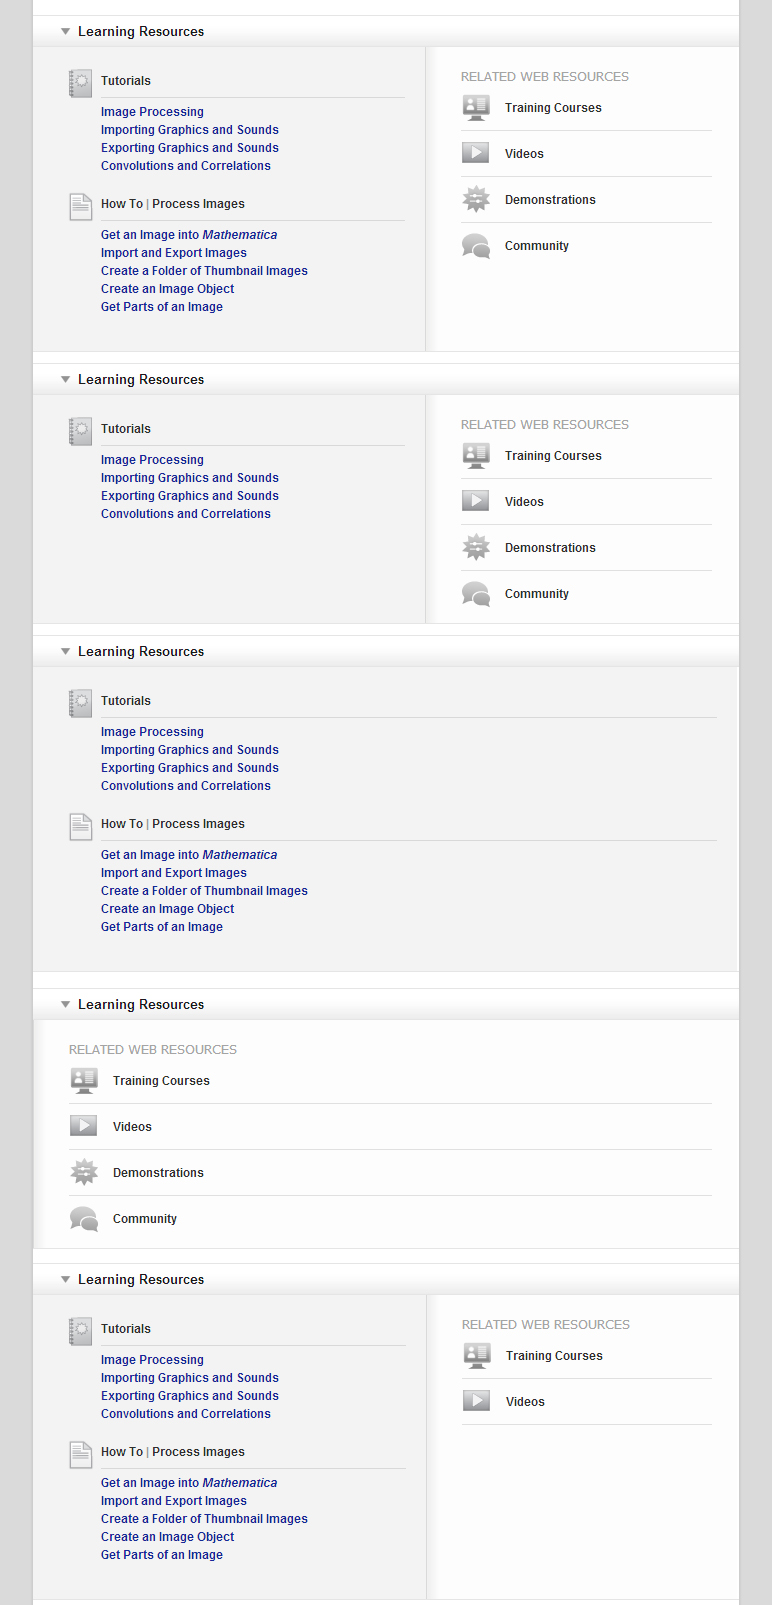 Learning Resources
Tutorials
Image Processing
Importing Graphics and Sounds
Exporting Graphics and Sounds
Convolutions and Correlations
How To | Process Images
Get an Image into Mathematica
Import and Export Images
Create a Folder of Thumbnail Images
Create an Image Object
Get Parts of an Image
RELATED WEB RESOURCES
Training Courses
Videos
Demonstrations
Community
Learning Resources
Tutorials
Image Processing
Importing Graphics and Sounds
Exporting Graphics and Sounds
Convolutions and Correlations
RELATED WEB RESOURCES
Training Courses
Videos
Demonstrations
Community
Learning Resources
Tutorials
Image Processing
Importing Graphics and Sounds
Exporting Graphics and Sounds
Convolutions and Correlations
How To | Process Images
Get an Image into Mathematica
Import and Export Images
Create a Folder of Thumbnail Images
Create an Image Object
Get Parts of an Image
Learning Resources
RELATED WEB RESOURCES
Training Courses
Videos
Demonstrations
Community
Learning Resources
Tutorials
Image Processing
Importing Graphics and Sounds
Exporting Graphics and Sounds
Convolutions and Correlations
How To | Process Images
Get an Image into Mathematica
Import and Export Images
Create a Folder of Thumbnail Images
Create an Image Object
Get Parts of an Image
RELATED WEB RESOURCES
Training Courses
Videos